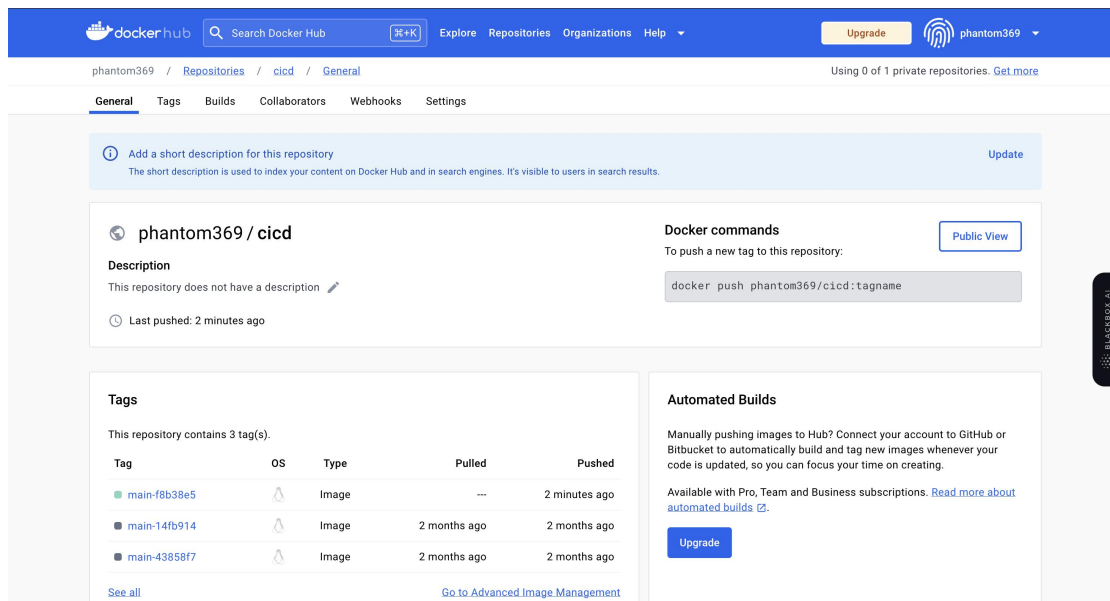 dockerhub
Search Docker Hub
⌘+K
Explore Repositories Organizations Help
Upgrade
phantom369
phantom369 / Repositories / cicd / General
Using 0 of 1 private repositories. Get more
General Tags Builds Collaborators Webhooks Settings
Add a short description for this repository
Update
The short description is used to index your content on Docker Hub and in search engines. It's visible to users in search results.
phantom369 / cicd
Description
This repository does not have a description
Last pushed: 2 minutes ago
Docker commands
Public View
To push a new tag to this repository:
docker push phantom369/cicd:tagname
BLACKBOX AI
Tags
This repository contains 3 tag(s).
Tag OS Type Pulled Pushed
main-f8b38e5 Image --- 2 minutes ago
main-14fb914 Image 2 months ago 2 months ago
main-43858f7 Image 2 months ago 2 months ago
See all
Go to Advanced Image Management
Automated Builds
Manually pushing images to Hub? Connect your account to GitHub or
Bitbucket to automatically build and tag new images whenever your
code is updated, so you can focus your time on creating.
Available with Pro, Team and Business subscriptions. Read more about
automated builds.
Upgrade